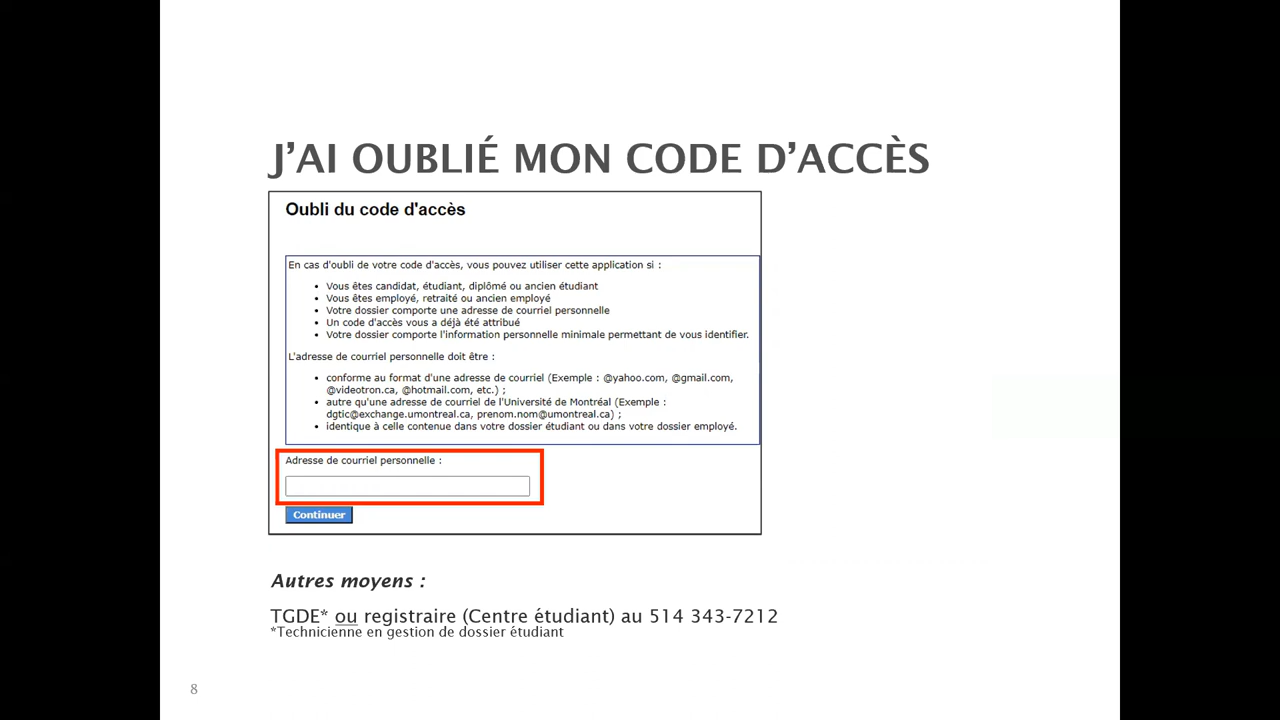 J’AI OUBLIÉ MON CODE D’ACCÈS
Oubli du code d'accès
En cas d'oubli de votre code d'accès, vous pouvez utiliser cette application si :
• Vous êtes candidat, étudiant, diplômé ou ancien étudiant
• Vous êtes employé, retraité ou ancien employé
• Votre dossier comporte une adresse de courriel personnelle
• Un code d'accès vous a déjà été attribué
• Votre dossier comporte l'information personnelle minimale permettant de vous identifier.
L'adresse de courriel personnelle doit être :
• conforme au format d'une adresse de courriel (Exemple : @yahoo.com, @gmail.com,
@videotron.ca, @hotmail.com, etc.) ;
• autre qu'une adresse de courriel de l'Université de Montréal (Exemple :
dgtic@exchange.umontreal.ca, prenom.nom@umontreal.ca) ;
• identique à celle contenue dans votre dossier étudiant ou dans votre dossier employé.
Adresse de courriel personnelle :
Continuer
Autres moyens :
TGDE* ou registraire (Centre étudiant) au 514 343-7212
*Technicienne en gestion de dossier étudiant
8